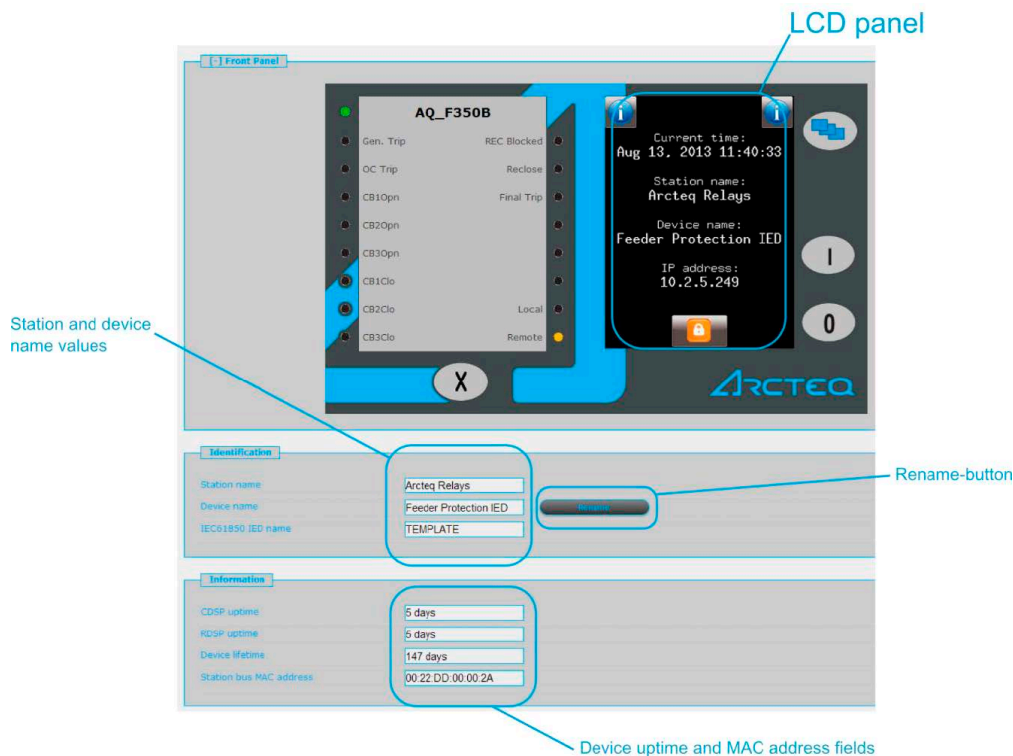 LCD panel
[-] Front Panel
AQ_F350B
Gen. Trip
REC Blocked
OC Trip
Reclose
CB1Opn
Final Trip
CB2Opn
CB3Opn
CB1Clo
CB2Clo
Local
CB3Clo
Remote
X
i
i
Current time:
Aug 13, 2013 11:40:33
Station name:
Arcteq Relays
Device name:
Feeder Protection IED
IP address:
10.2.5.249
I
0
ARCTEQ
Station and device
name values
Identification
Station name
Arcteq Relays
Device name
Feeder Protection IED
Rename
IEC61850 IED name
TEMPLATE
Rename-button
Information
CDSP uptime
5 days
RDSP uptime
5 days
Device lifetime
147 days
Station bus MAC address
00:22:DD:00:00:2A
Device uptime and MAC address fields